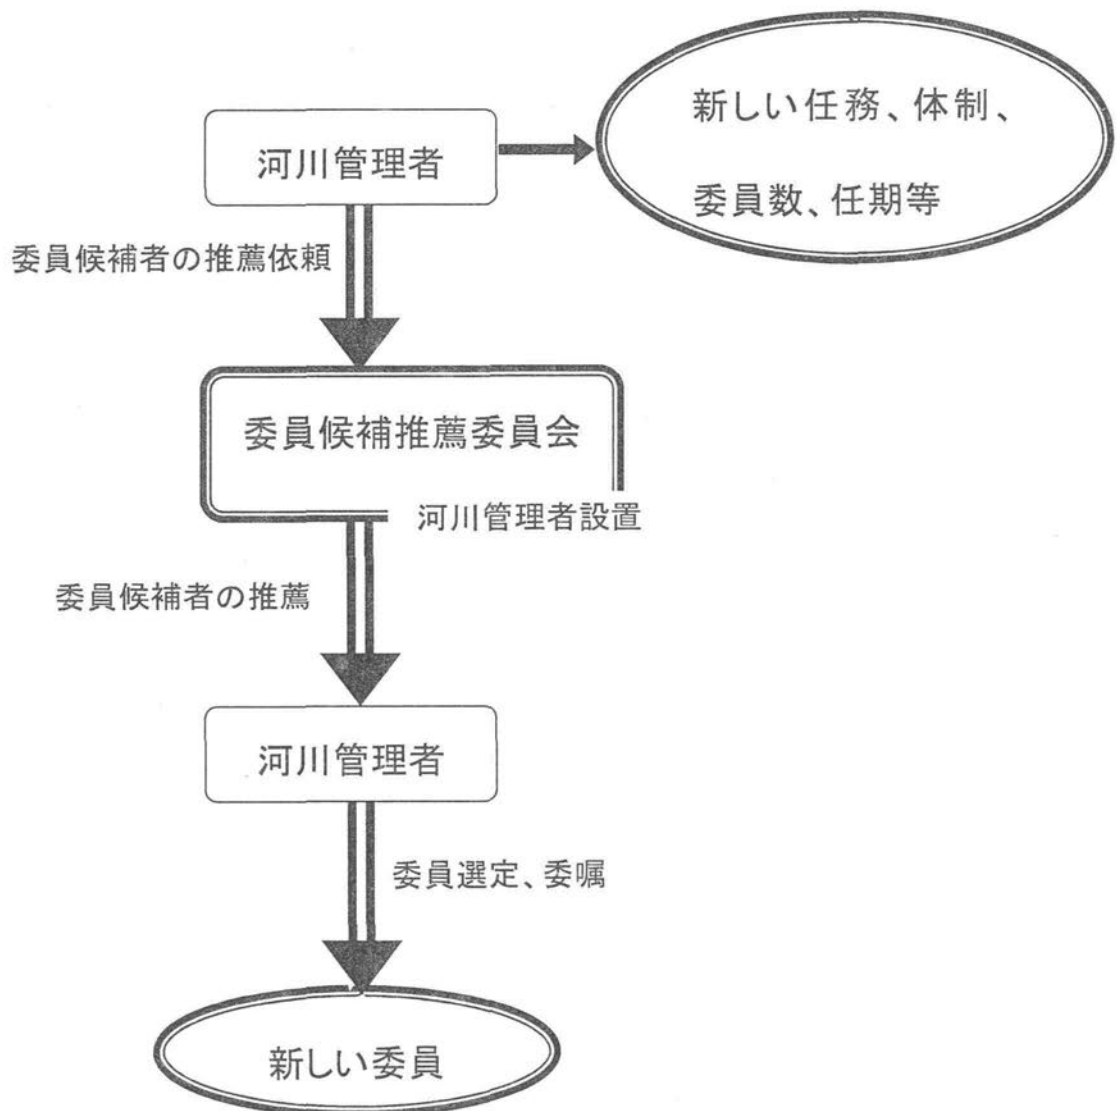 新しい任務、体制、
委員数、任期等
河川管理者
委員候補者の推薦依頼
委員候補推薦委員会
河川管理者設置
委員候補者の推薦
河川管理者
委員選定、委嘱
新しい委員